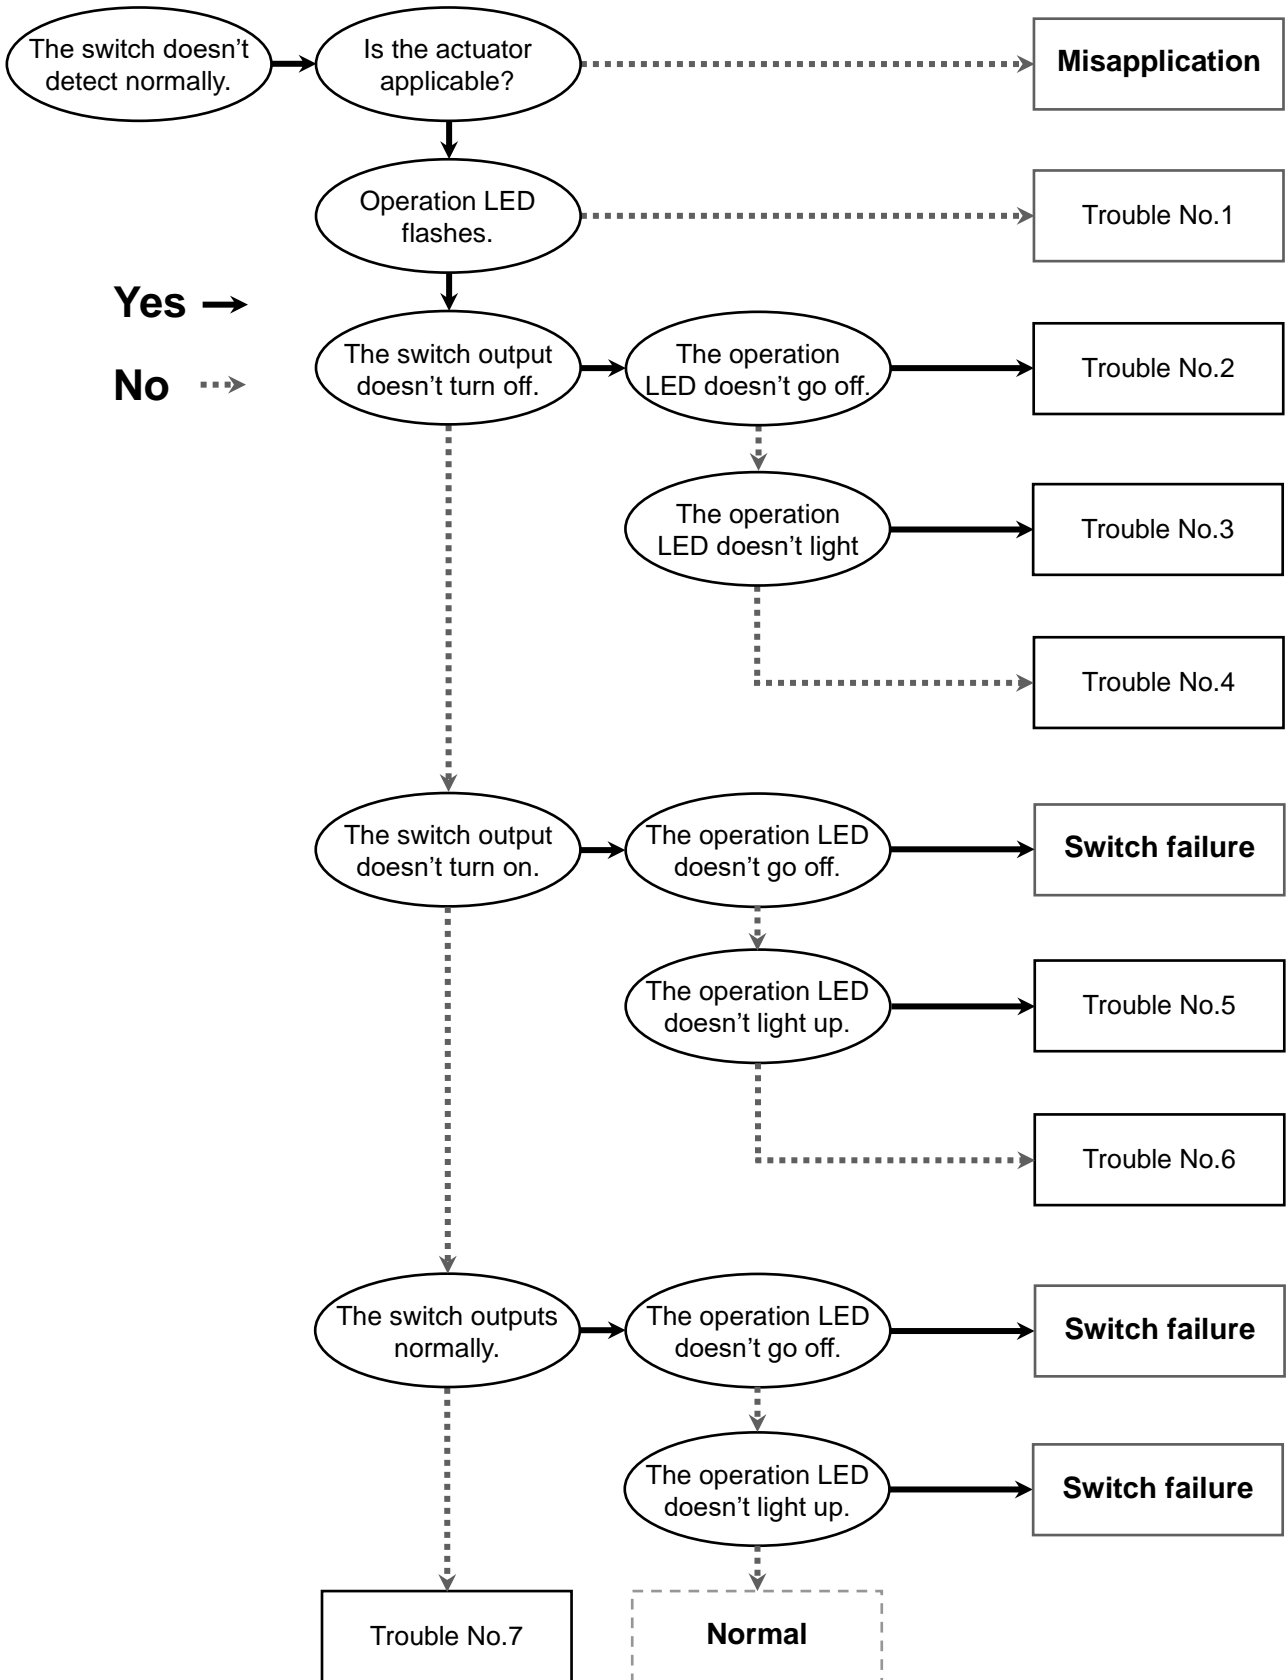 The switch doesn't
detect normally.
Is the actuator
applicable?
Misapplication
Operation LED
flashes.
Trouble No.1
Yes
No
The switch output
doesn't turn off.
The operation
LED doesn't go off.
Trouble No.2
The operation
LED doesn't light
Trouble No.3
Trouble No.4
The switch output
doesn't turn on.
The operation LED
doesn't go off.
Switch failure
The operation LED
doesn't light up.
Trouble No.5
Trouble No.6
The switch outputs
normally.
The operation LED
doesn't go off.
Switch failure
The operation LED
doesn't light up.
Switch failure
Trouble No.7
Normal